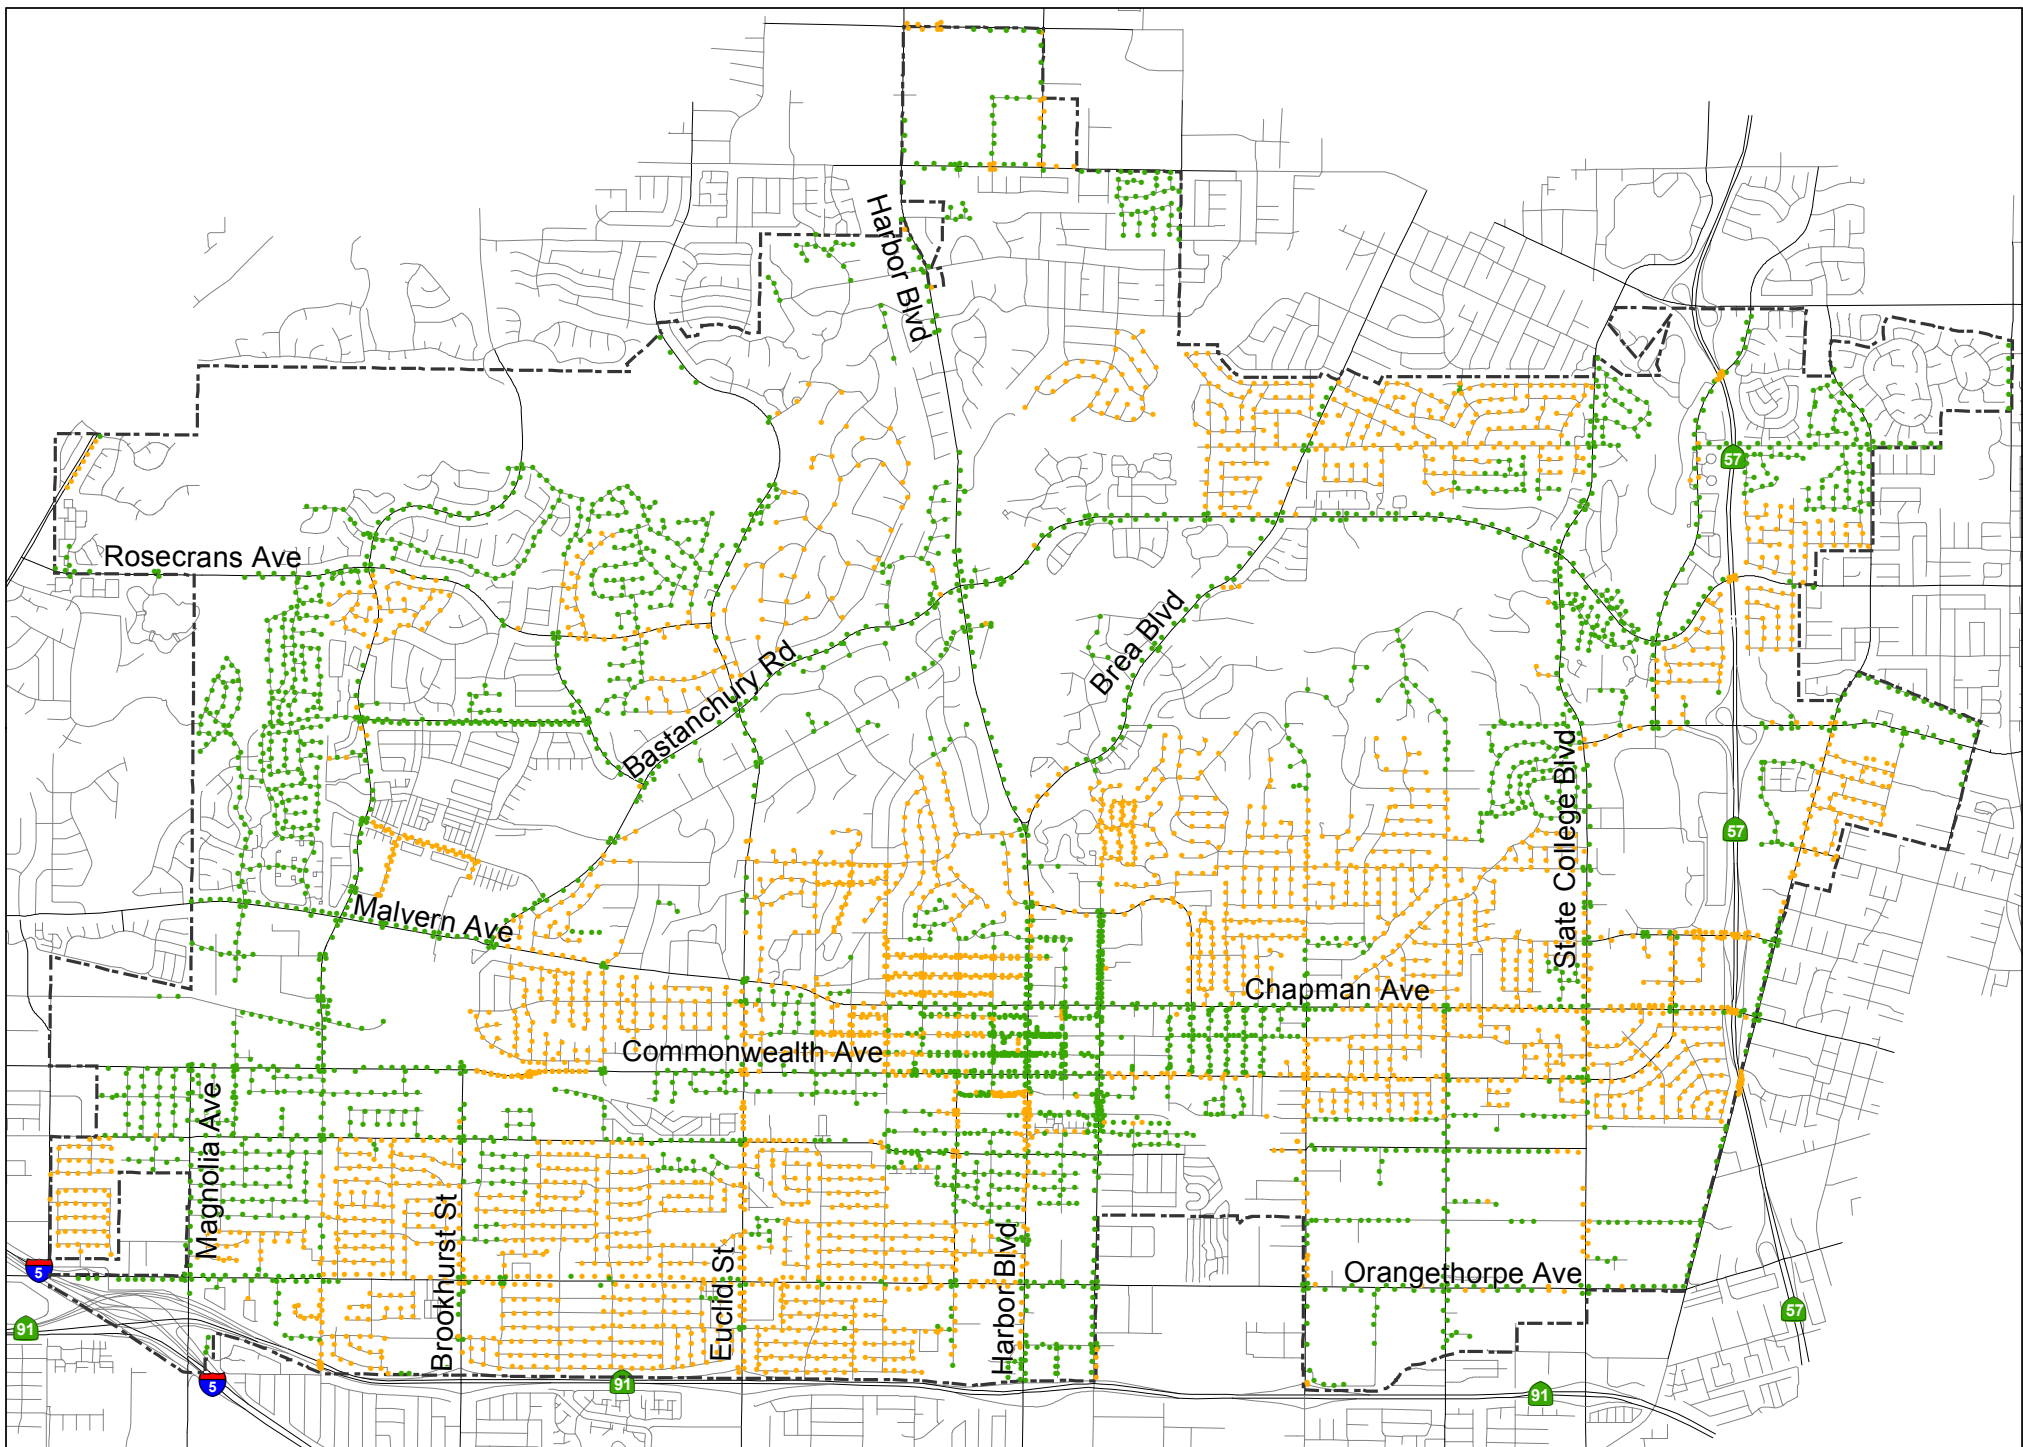 Harbor Blvd
57
Rosecrans Ave
Brea Blvd
Bastanchury Rd
State College Blvd
57
Malvern Ave
Chapman Ave
Commonwealth Ave
Magnolia Ave
Brookhurst St
Euclid St
Harbor Blvd
Orangethorpe Ave
5
57
91
5
91
91